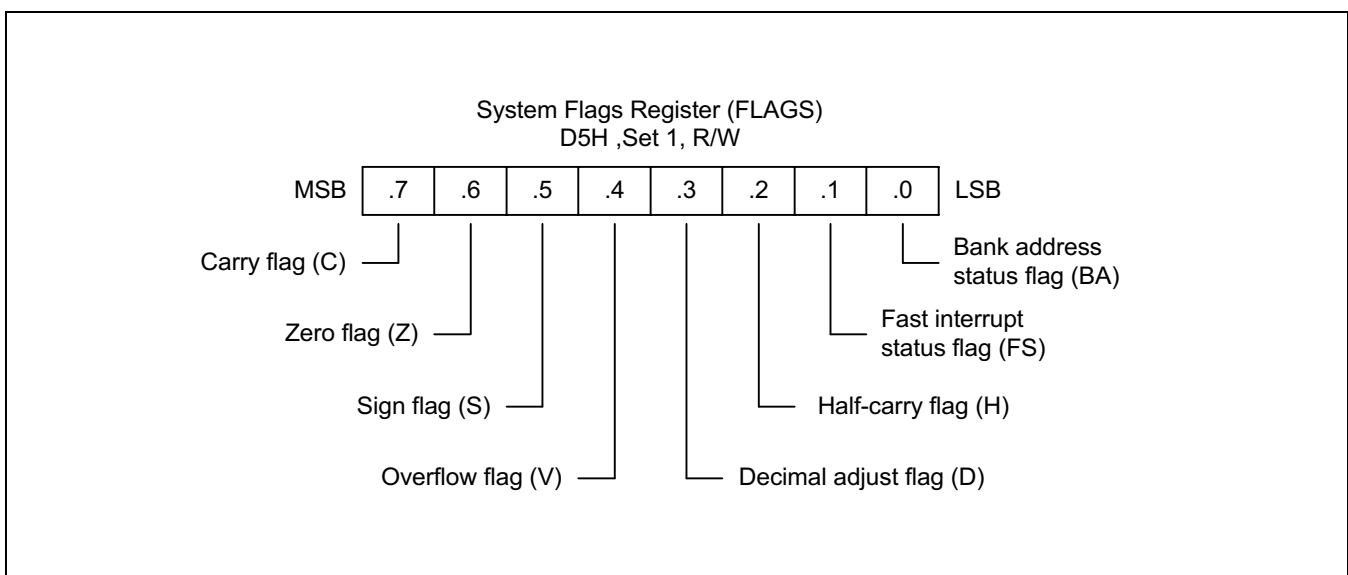 System Flags Register (FLAGS)
D5H ,Set 1, R/W
MSB .7 .6 .5 .4 .3 .2 .1 .0 LSB
Carry flag (C)
Bank address
status flag (BA)
Zero flag (Z)
Fast interrupt
status flag (FS)
Sign flag (S)
Half-carry flag (H)
Overflow flag (V)
Decimal adjust flag (D)